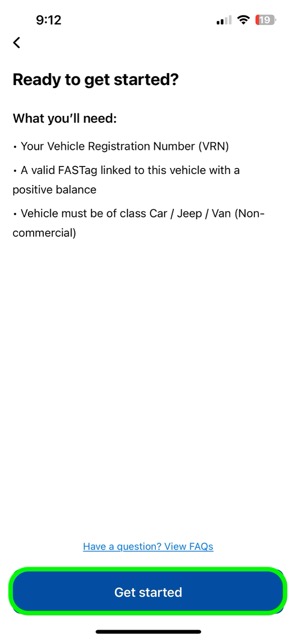 9:12
19
Ready to get started?
What you’ll need:
• Your Vehicle Registration Number (VRN)
• A valid FASTag linked to this vehicle with a
positive balance
• Vehicle must be of class Car / Jeep / Van (Non-
commercial)
Have a question? View FAQs
Get started